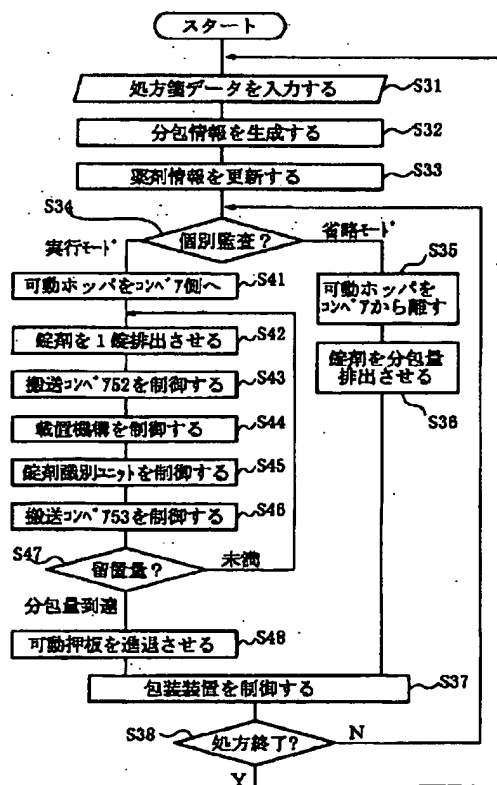 スタート
処方箋データを入力する
S31
分包情報を生成する
S32
薬剤情報を更新する
S33
S34
個別監査?
実行モード
省略モード
S35
可動ホッパをコンベア側へ
S41
可動ホッパを
コンベアから離す
錠剤を1錠排出させる
S42
錠剤を分包量
排出させる
S36
搬送コンベア52を制御する
S43
載置機構を制御する
S44
錠剤識別ユニットを制御する
S45
搬送コンベア53を制御する
S46
S47
留置量?
未満
分包量到達
可動押板を進退させる
S48
包装装置を制御する
S37
S38
処方終了?
N
Y